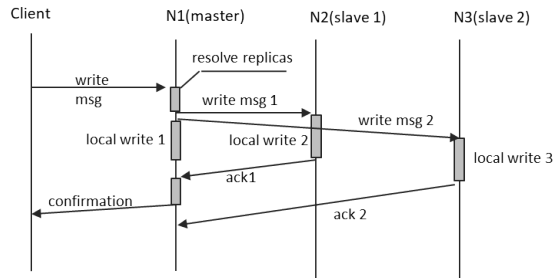 Client
N1(master)
N2(slave 1)
N3(slave 2)
resolve replicas
write
msg
write msg 1
write msg 2
local write 1
local write 2
local write 3
ack1
confirmation
ack 2